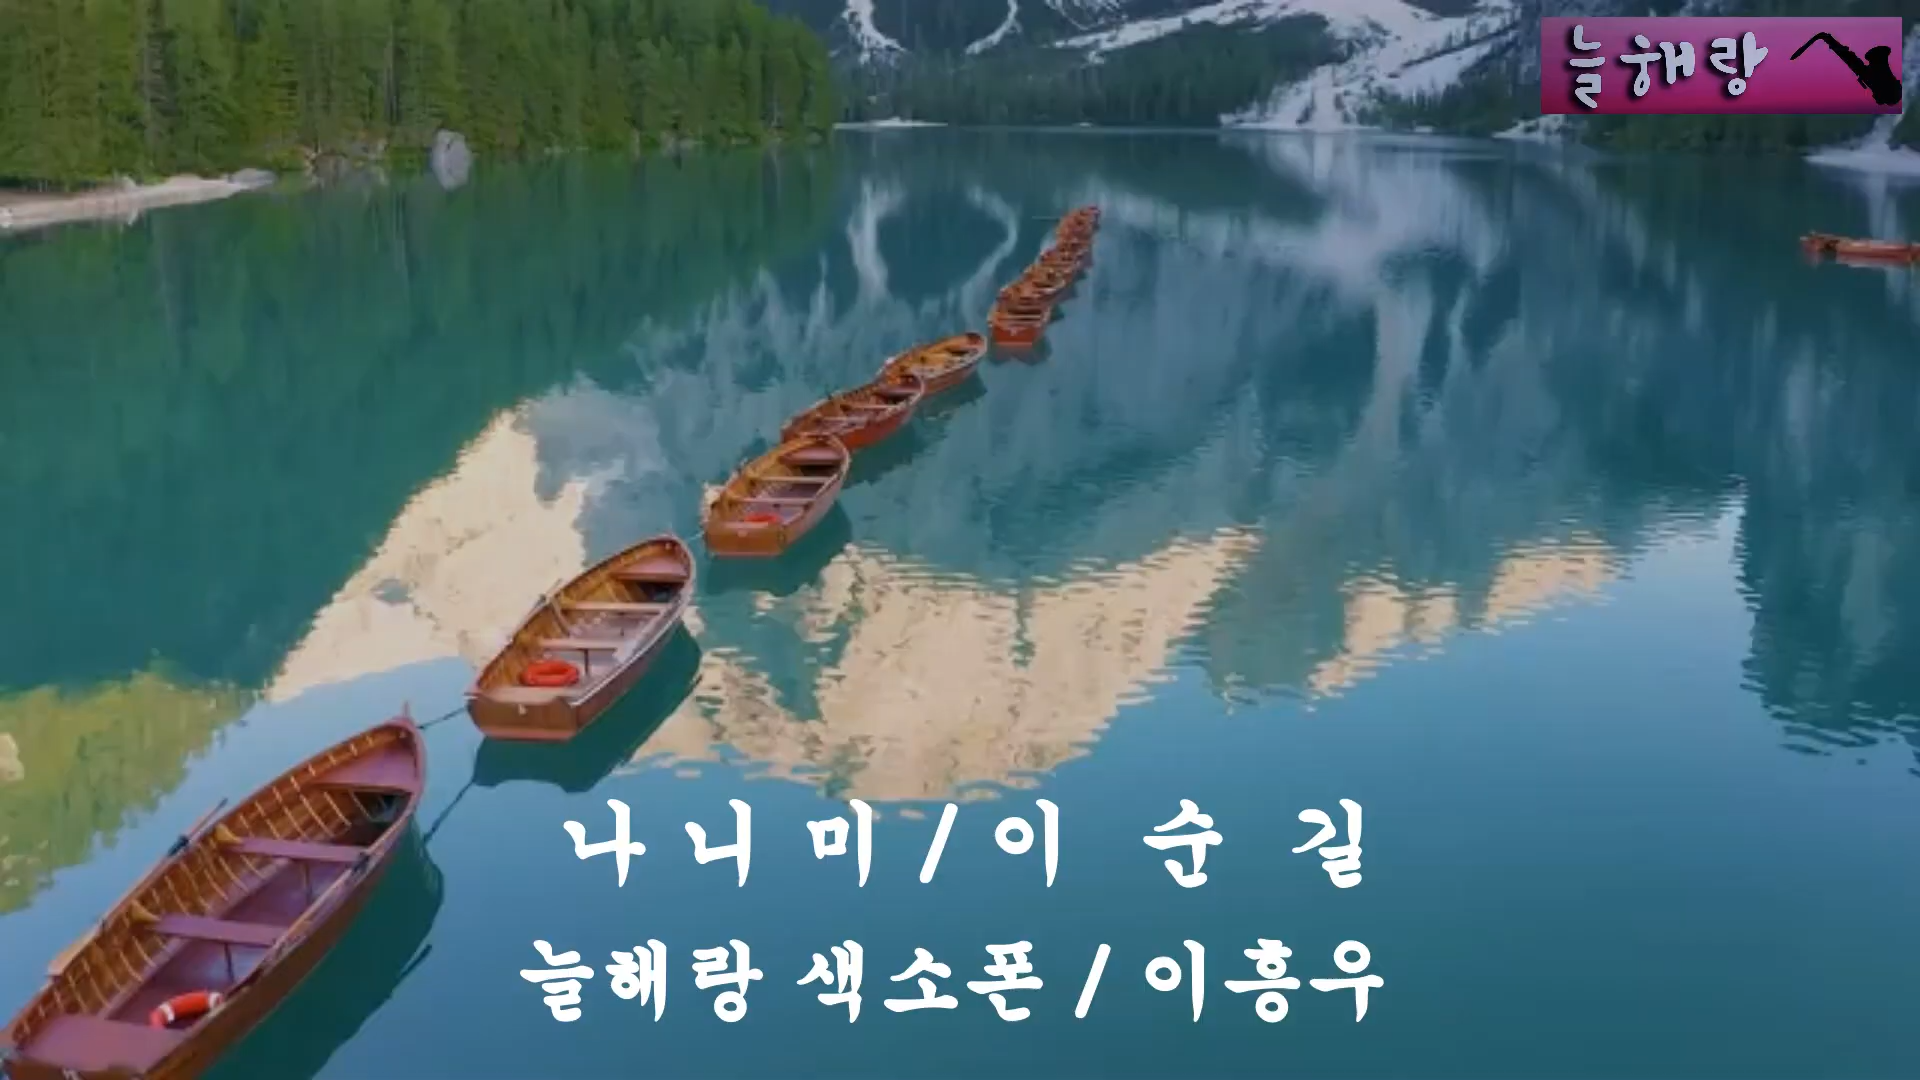 늘해랑
나 니 미 / 이 순 길
늘해랑 색소폰 / 이흥우